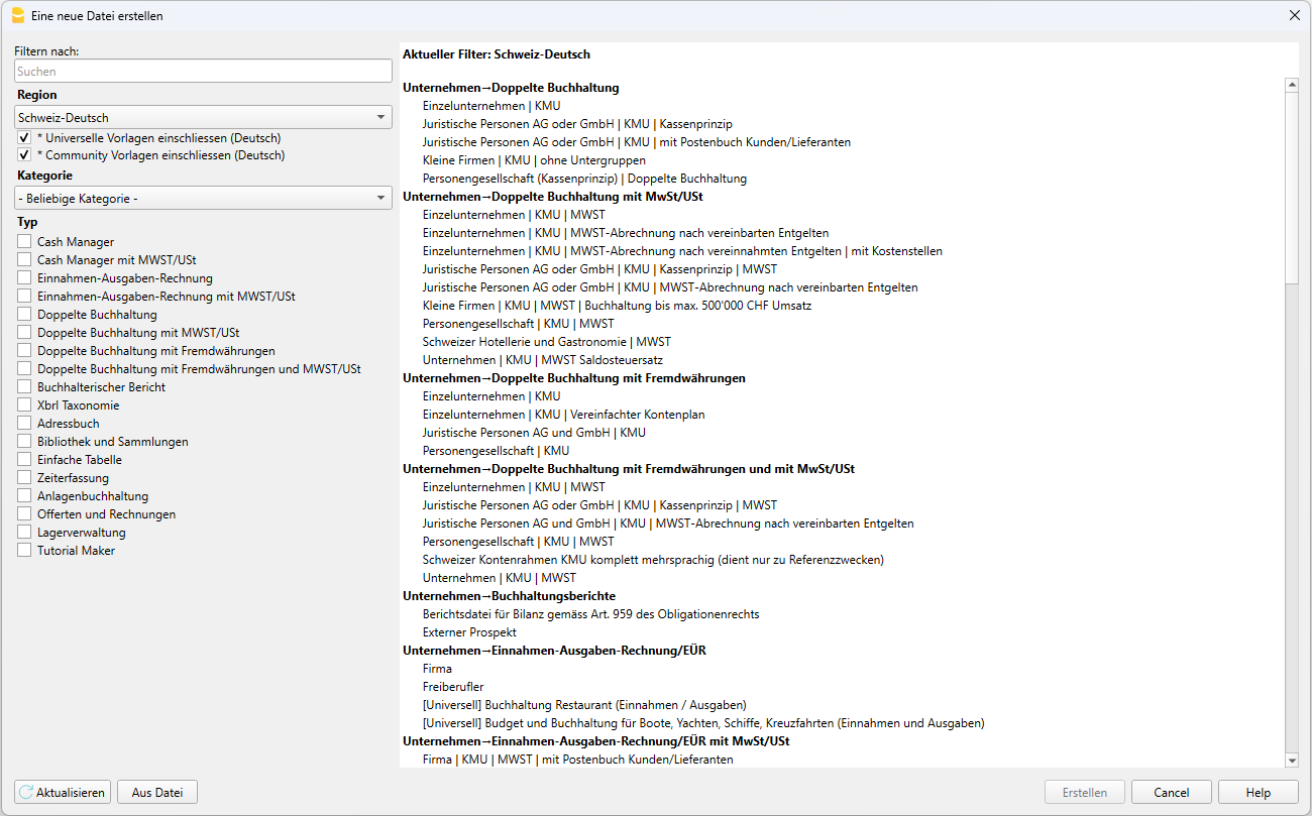 Eine neue Datei erstellen
Filtern nach:
Suchen
Region
Schweiz-Deutsch
* Universelle Vorlagen einschliessen (Deutsch)
* Community Vorlagen einschliessen (Deutsch)
Kategorie
- Beliebige Kategorie -
Typ
Cash Manager
Cash Manager mit MWST/USt
Einnahmen-Ausgaben-Rechnung
Einnahmen-Ausgaben-Rechnung mit MWST/USt
Doppelte Buchhaltung
Doppelte Buchhaltung mit MWST/USt
Doppelte Buchhaltung mit Fremdwährungen
Doppelte Buchhaltung mit Fremdwährungen und MWST/USt
Buchhalterischer Bericht
Xbrl Taxonomie
Adressbuch
Bibliothek und Sammlungen
Einfache Tabelle
Zeiterfassung
Anlagenbuchhaltung
Offerten und Rechnungen
Lagerverwaltung
Tutorial Maker
Aktueller Filter: Schweiz-Deutsch
Unternehmen→Doppelte Buchhaltung
Einzelunternehmen | KMU
Juristische Personen AG oder GmbH | KMU | Kassenprinzip
Juristische Personen AG oder GmbH | KMU | mit Postenbuch Kunden/Lieferanten
Kleine Firmen | KMU | ohne Untergruppen
Personengesellschaft (Kassenprinzip) | Doppelte Buchhaltung
Unternehmen→Doppelte Buchhaltung mit MwSt/USt
Einzelunternehmen | KMU | MWST
Einzelunternehmen | KMU | MWST-Abrechnung nach vereinbarten Entgelten
Einzelunternehmen | KMU | MWST-Abrechnung nach vereinnahmten Entgelten | mit Kostenstellen
Juristische Personen AG oder GmbH | KMU | Kassenprinzip | MWST
Juristische Personen AG oder GmbH | KMU | MWST-Abrechnung nach vereinbarten Entgelten
Kleine Firmen | KMU | MWST | Buchhaltung bis max. 500'000 CHF Umsatz
Personengesellschaft | KMU | MWST
Schweizer Hotellerie und Gastronomie | MWST
Unternehmen | KMU | MWST Saldosteuersatz
Unternehmen→Doppelte Buchhaltung mit Fremdwährungen
Einzelunternehmen | KMU
Einzelunternehmen | KMU | Vereinfachter Kontenplan
Juristische Personen AG und GmbH | KMU
Personengesellschaft | KMU
Unternehmen→Doppelte Buchhaltung mit Fremdwährungen und mit MwSt/USt
Einzelunternehmen | KMU | MWST
Juristische Personen AG oder GmbH | KMU | Kassenprinzip | MWST
Juristische Personen AG und GmbH | KMU | MWST-Abrechnung nach vereinbarten Entgelten
Personengesellschaft | KMU | MWST
Schweizer Kontenrahmen KMU komplett mehrsprachig (dient nur zu Referenzzwecken)
Unternehmen | KMU | MWST
Unternehmen→Buchhaltungsberichte
Berichtsdatei für Bilanz gemäss Art. 959 des Obligationenrechts
Externer Prospekt
Unternehmen→Einnahmen-Ausgaben-Rechnung/EÜR
Firma
Freiberufler
[Universell] Buchhaltung Restaurant (Einnahmen / Ausgaben)
[Universell] Budget und Buchhaltung für Boote, Yachten, Schiffe, Kreuzfahrten (Einnahmen und Ausgaben)
Unternehmen→Einnahmen-Ausgaben-Rechnung/EÜR mit MwSt/USt
Firma | KMU | MWST | mit Postenbuch Kunden/Lieferanten
Aktualisieren
Aus Datei
Erstellen
Cancel
Help